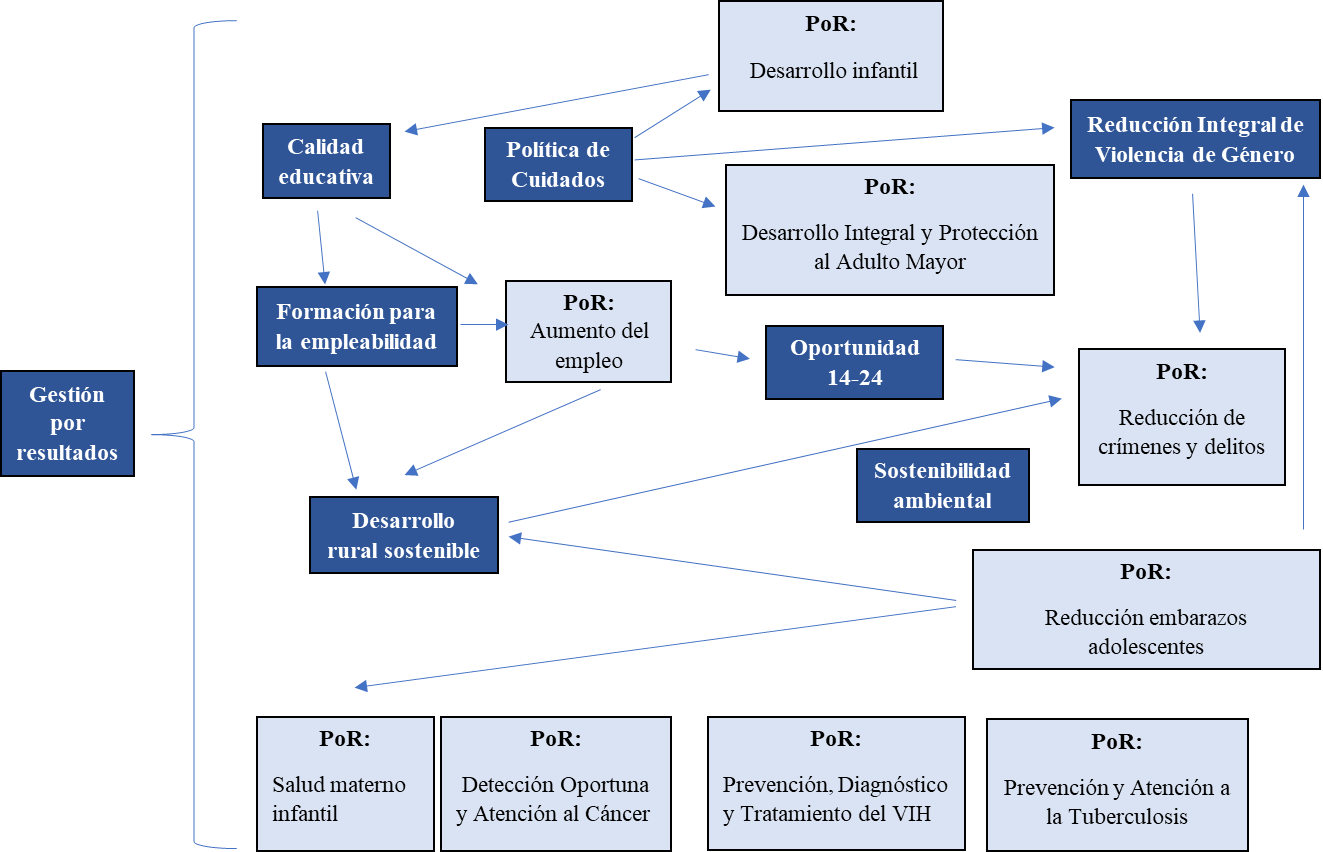 PoR:
Desarrollo infantil
Calidad
educativa
Política de
Cuidados
Reducción Integral de
Violencia de Género
PoR:
Desarrollo Integral y Protección
al Adulto Mayor
Formación para
la empleabilidad
PoR:
Aumento del
empleo
Oportunidad
14-24
PoR:
Reducción de
crímenes y delitos
Gestión
por
resultados
Sostenibilidad
ambiental
Desarrollo
rural sostenible
PoR:
Reducción embarazos
adolescentes
PoR:
Salud materno
infantil
PoR:
Detección Oportuna
y Atención al Cáncer
PoR:
Prevención, Diagnóstico
y Tratamiento del VIH
PoR:
Prevención y Atención a
la Tuberculosis